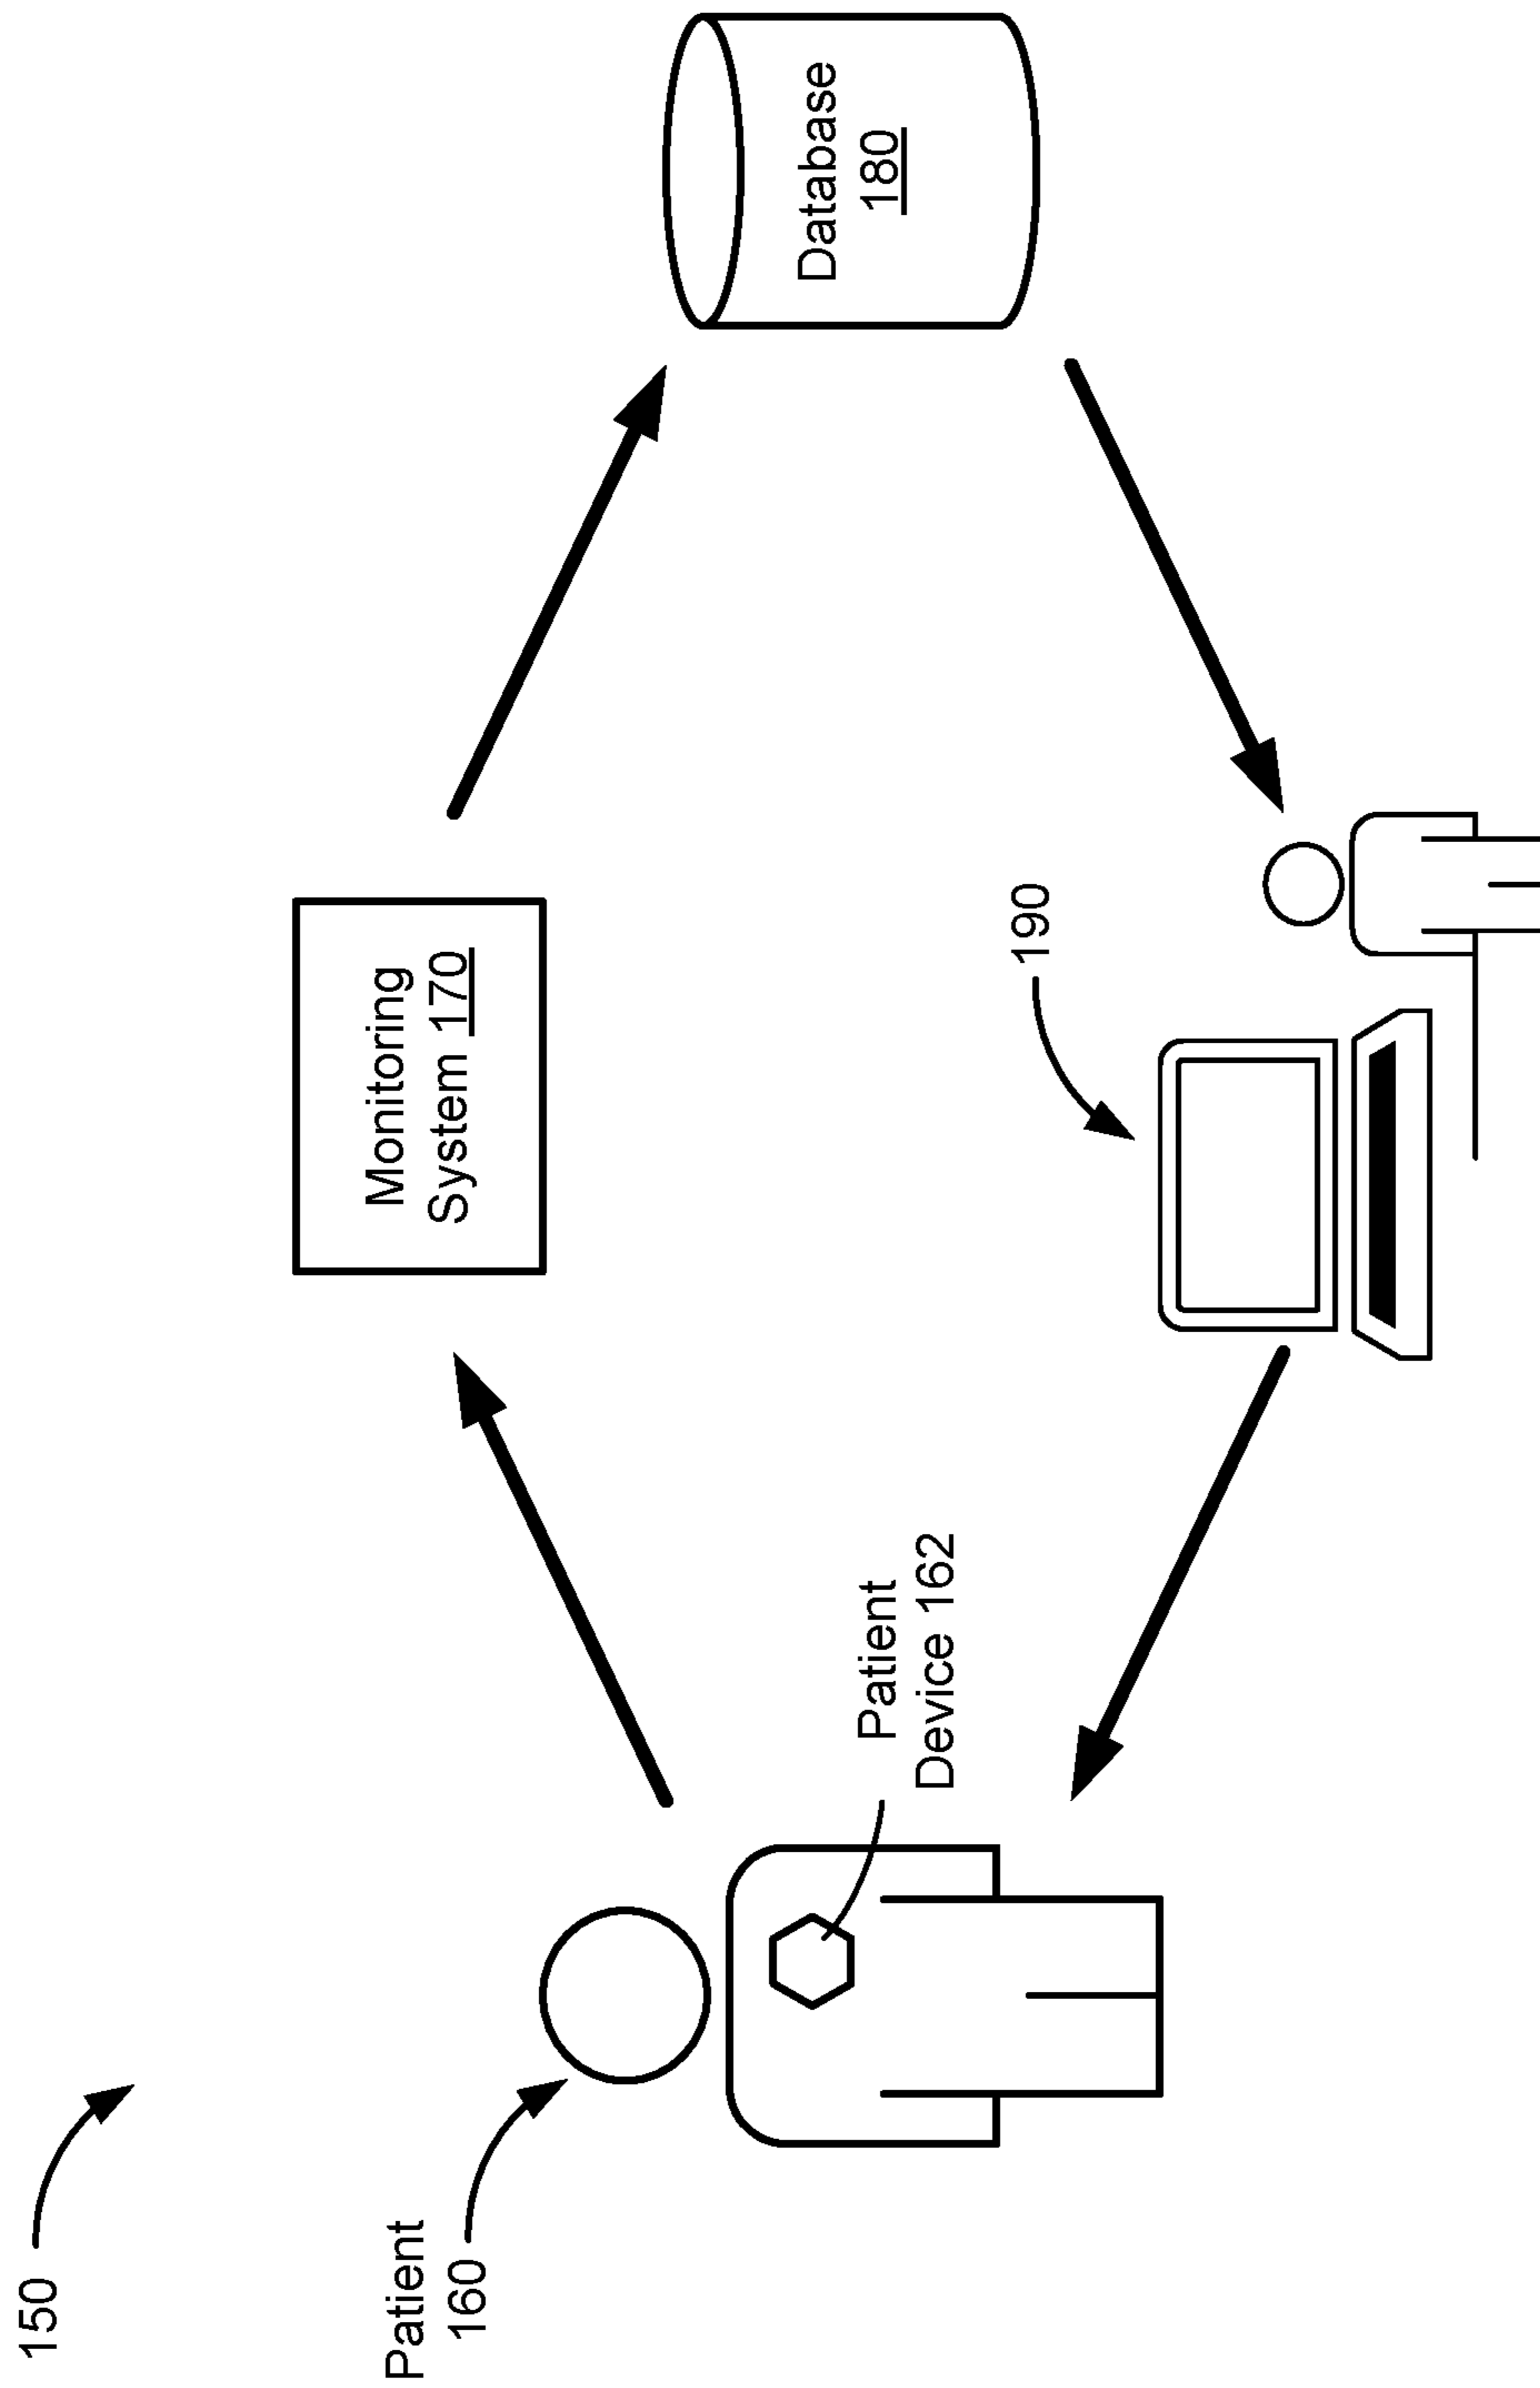 150
Patient
160
Monitoring
System 170
Patient
Device 162
190
Database
180